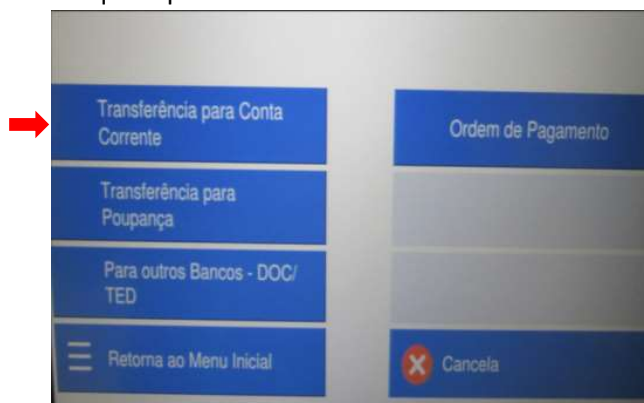 Transferência para Conta
Corrente
Ordem de Pagamento
Transferência para
Poupança
Para outros Bancos - DOC/
TED
Retorna ao Menu Inicial
Cancela